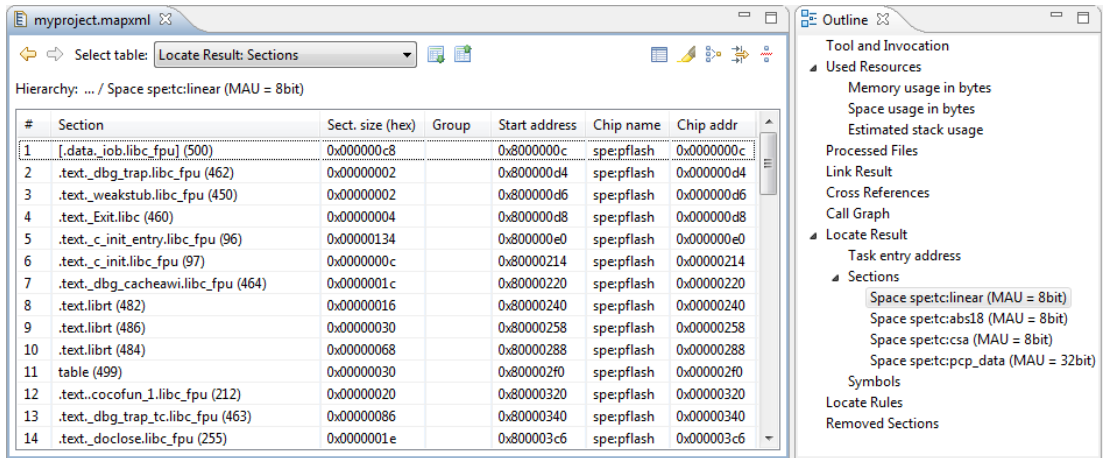 myproject.mapxml
Select table: Locate Result: Sections
Hierarchy: ... / Space spe:tc:linear (MAU = 8bit)
# Section Sect. size (hex) Group Start address Chip name Chip addr
1 [.data._iob.libc_fpu] (500) 0x000000c8 0x8000000c spe:pflash 0x0000000c
2 .text._dbg_trap.libc_fpu (462) 0x00000002 0x800000d4 spe:pflash 0x000000d4
3 .text._weakstub.libc_fpu (450) 0x00000002 0x800000d6 spe:pflash 0x000000d6
4 .text._Exit.libc (460) 0x00000004 0x800000d8 spe:pflash 0x000000d8
5 .text._c_init_entry.libc_fpu (96) 0x00000134 0x800000e0 spe:pflash 0x000000e0
6 .text._c_init.libc_fpu (97) 0x0000000c 0x80000214 spe:pflash 0x00000214
7 .text._dbg_cacheawi.libc_fpu (464) 0x0000001c 0x80000220 spe:pflash 0x00000220
8 .text.librt (482) 0x00000016 0x80000240 spe:pflash 0x00000240
9 .text.librt (486) 0x00000030 0x80000258 spe:pflash 0x00000258
10 .text.librt (484) 0x00000068 0x80000288 spe:pflash 0x00000288
11 table (499) 0x00000030 0x800002f0 spe:pflash 0x000002f0
12 .text..cocofun_1.libc_fpu (212) 0x00000020 0x80000320 spe:pflash 0x00000320
13 .text._dbg_trap_tc.libc_fpu (463) 0x00000086 0x80000340 spe:pflash 0x00000340
14 .text._doclose.libc_fpu (255) 0x0000001e 0x800003c6 spe:pflash 0x000003c6
Outline
Tool and Invocation
Used Resources
Memory usage in bytes
Space usage in bytes
Estimated stack usage
Processed Files
Link Result
Cross References
Call Graph
Locate Result
Task entry address
Sections
Space spe:tc:linear (MAU = 8bit)
Space spe:tc:abs18 (MAU = 8bit)
Space spe:tc:csa (MAU = 8bit)
Space spe:tc:pcp_data (MAU = 32bit)
Symbols
Locate Rules
Removed Sections